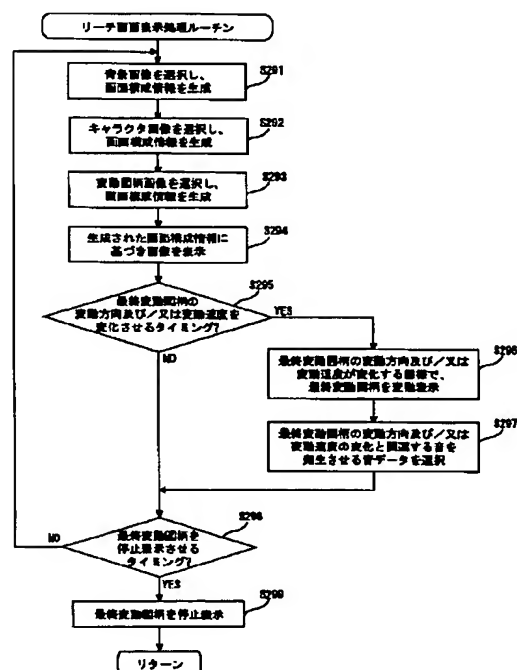 リーチ画面表示処理ルーチン
S291
背景画像を選択し、
画面構成情報を生成
S292
キャラクタ画像を選択し、
画面構成情報を生成
S293
変動図柄画像を選択し、
画面構成情報を生成
S294
生成された画面構成情報に
基づき画像を表示
S295
最終変動図柄の
変動方向及び/又は変動速度を
変化させるタイミング?
YES
NO
S296
最終変動図柄の変動方向及び/又は
変動速度が変化する態様で、
最終変動図柄を変動表示
S297
最終変動図柄の変動方向及び/又は
変動速度の変化と関連する音を
発生させる音データを選択
S298
最終変動図柄を
停止表示させる
タイミング?
NO
YES
S299
最終変動図柄を停止表示
リターン